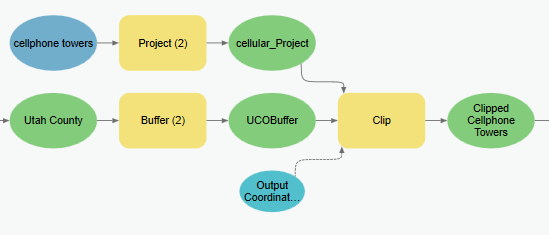 cellphone towers
Project (2)
cellular_Project
Utah County
Buffer (2)
UCOBuffer
Clip
Clipped
Cellphone
Towers
Output
Coordinat...